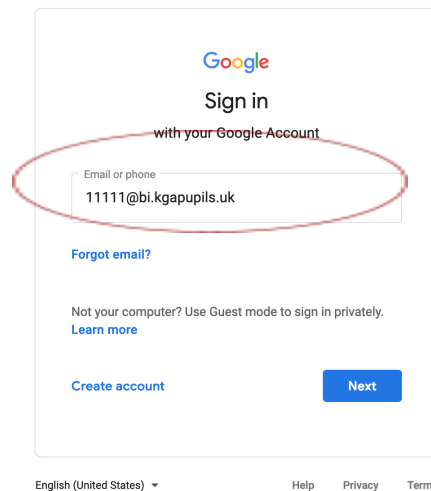 Google
Sign in
with your Google Account
Email or phone
11111@bi.kgapupils.uk
Forgot email?
Not your computer? Use Guest mode to sign in privately.
Learn more
Create account
Next
English (United States)
Help
Privacy
Term